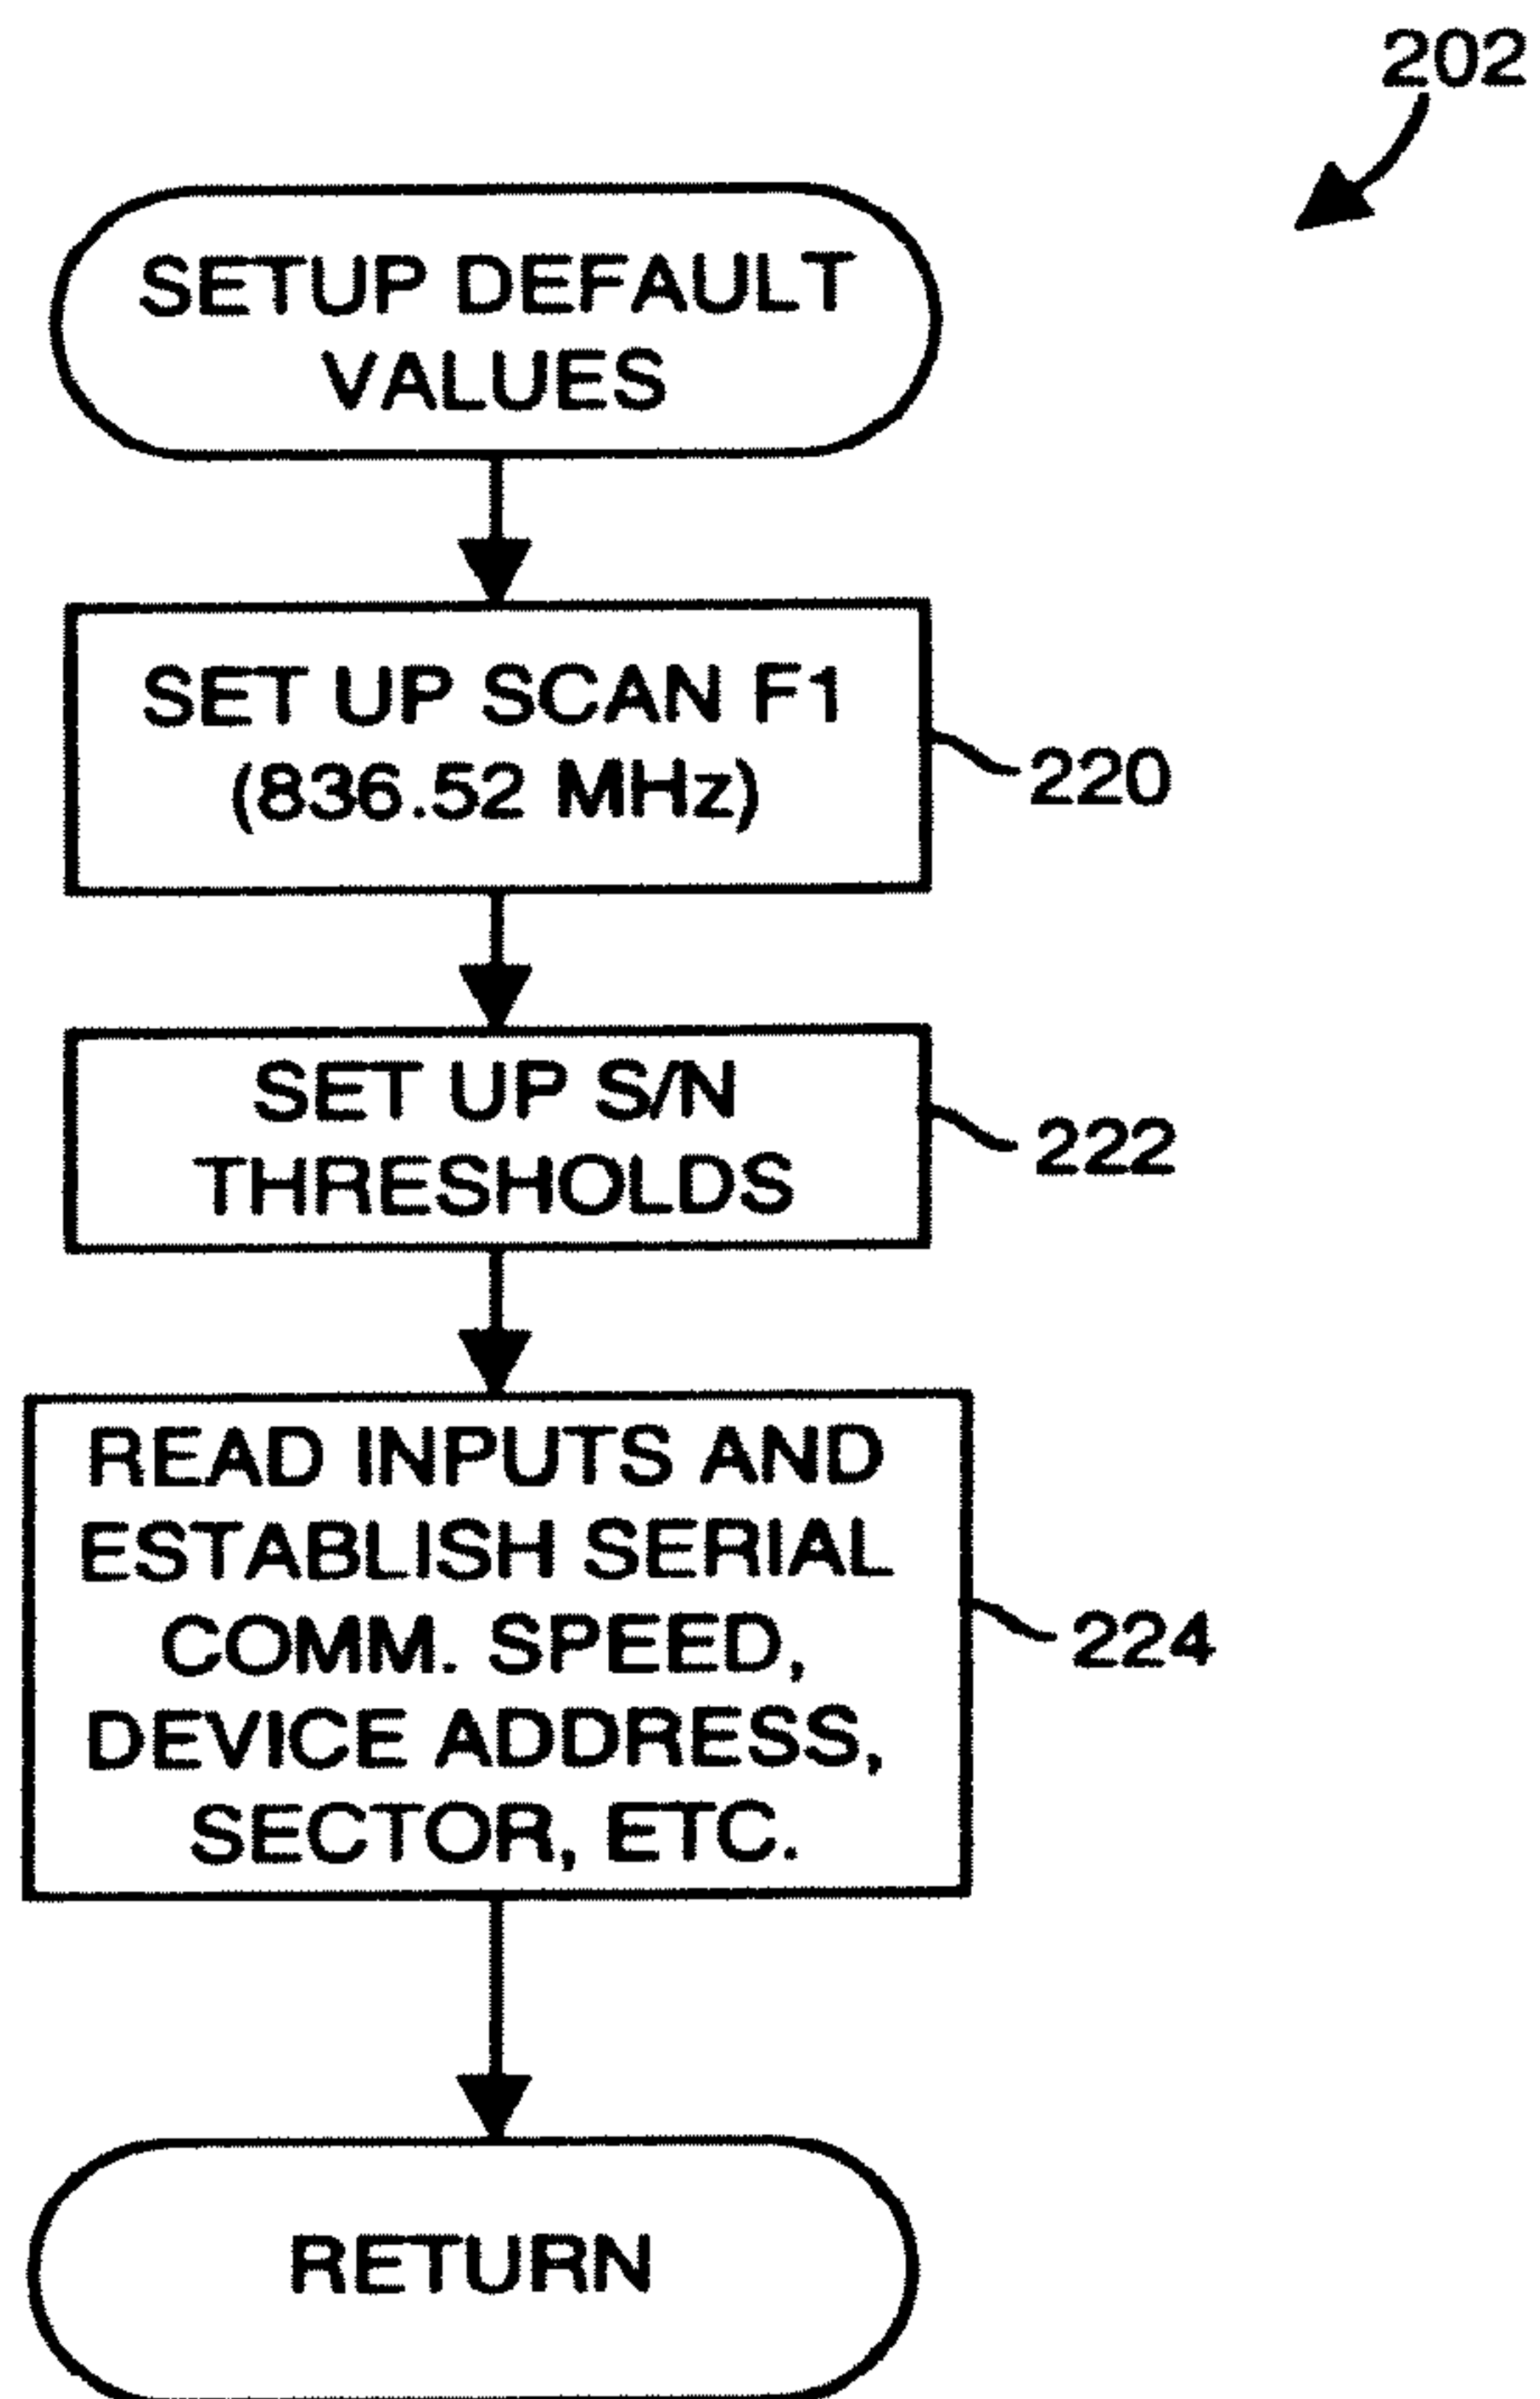 202
SETUP DEFAULT
VALUES
SET UP SCAN F1
(836.52 MHz)
220
SET UP S/N
THRESHOLDS
222
READ INPUTS AND
ESTABLISH SERIAL
COMM. SPEED,
DEVICE ADDRESS,
SECTOR, ETC.
224
RETURN